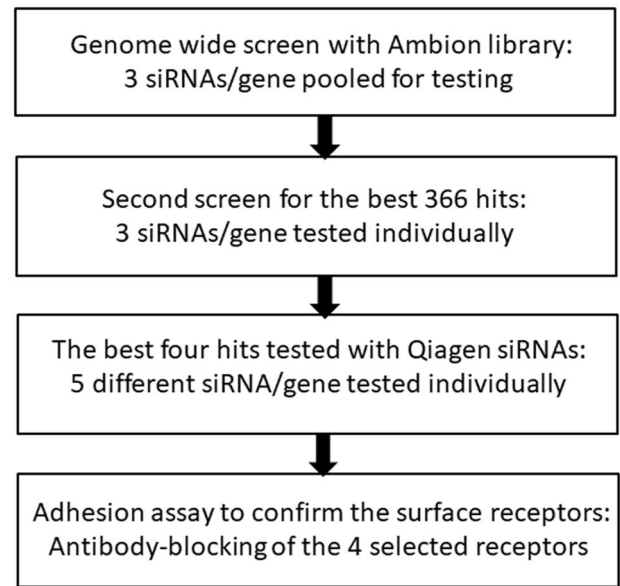 Genome wide screen with Ambion library:
3 siRNAs/gene pooled for testing
Second screen for the best 366 hits:
3 siRNAs/gene tested individually
The best four hits tested with Qiagen siRNAs:
5 different siRNA/gene tested individually
Adhesion assay to confirm the surface receptors:
Antibody-blocking of the 4 selected receptors